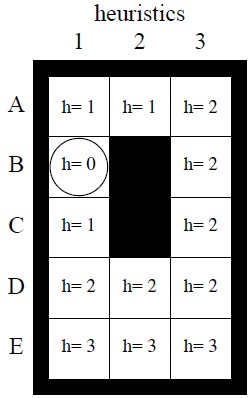 heuristics
1 2 3
A h= 1 h= 1 h= 2
B h= 0 h= 2
C h= 1 h= 2
D h= 2 h= 2 h= 2
E h= 3 h= 3 h= 3